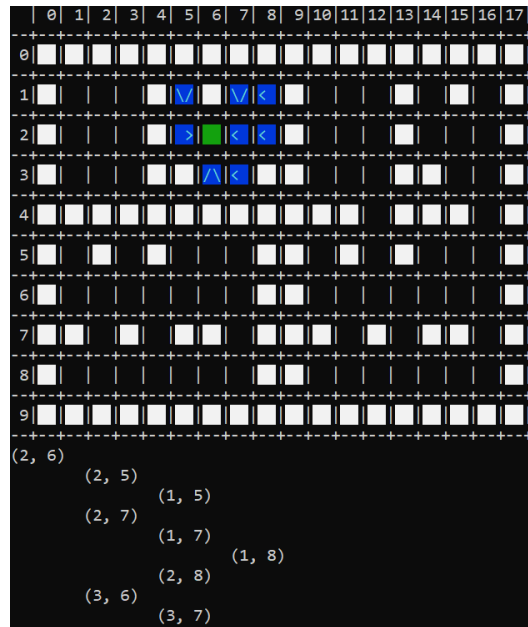 | 0| 1| 2| 3| 4| 5| 6| 7| 8| 9|10|11|12|13|14|15|16|17
--+--+--+--+--+--+--+--+--+--+--+--+--+--+--+--+--+--+--
 0|██|██|██|██|██|██|██|██|██|██|██|██|██|██|██|██|██|██
--+--+--+--+--+--+--+--+--+--+--+--+--+--+--+--+--+--+--
 1|██|  |  |  |██|\/|██|\/|< |██|  |  |  |██|  |██|  |██
--+--+--+--+--+--+--+--+--+--+--+--+--+--+--+--+--+--+--
 2|██|  |  |  |██| >|██|< |< |██|  |  |  |██|  |  |  |██
--+--+--+--+--+--+--+--+--+--+--+--+--+--+--+--+--+--+--
 3|██|  |  |  |██|██|/\|< |██|██|  |  |  |██|██|  |  |██
--+--+--+--+--+--+--+--+--+--+--+--+--+--+--+--+--+--+--
 4|██|██|██|██|██|██|██|██|██|██|██|██|  |██|██|██|  |██
--+--+--+--+--+--+--+--+--+--+--+--+--+--+--+--+--+--+--
 5|██|  |██|  |██|  |  |  |██|██|  |██|  |██|  |  |  |██
--+--+--+--+--+--+--+--+--+--+--+--+--+--+--+--+--+--+--
 6|██|  |  |  |  |  |  |  |██|██|  |  |  |  |  |  |  |██
--+--+--+--+--+--+--+--+--+--+--+--+--+--+--+--+--+--+--
 7|██|██|  |██|  |██|██|  |██|██|██|  |██|  |██|██|  |██
--+--+--+--+--+--+--+--+--+--+--+--+--+--+--+--+--+--+--
 8|██|  |  |  |  |  |  |  |██|██|  |  |  |  |  |  |  |██
--+--+--+--+--+--+--+--+--+--+--+--+--+--+--+--+--+--+--
 9|██|██|██|██|██|██|██|██|██|██|██|██|██|██|██|██|██|██
--+--+--+--+--+--+--+--+--+--+--+--+--+--+--+--+--+--+--
(2, 6)
      (2, 5)
            (1, 5)
      (2, 7)
            (1, 7)
                  (1, 8)
            (2, 8)
      (3, 6)
            (3, 7)